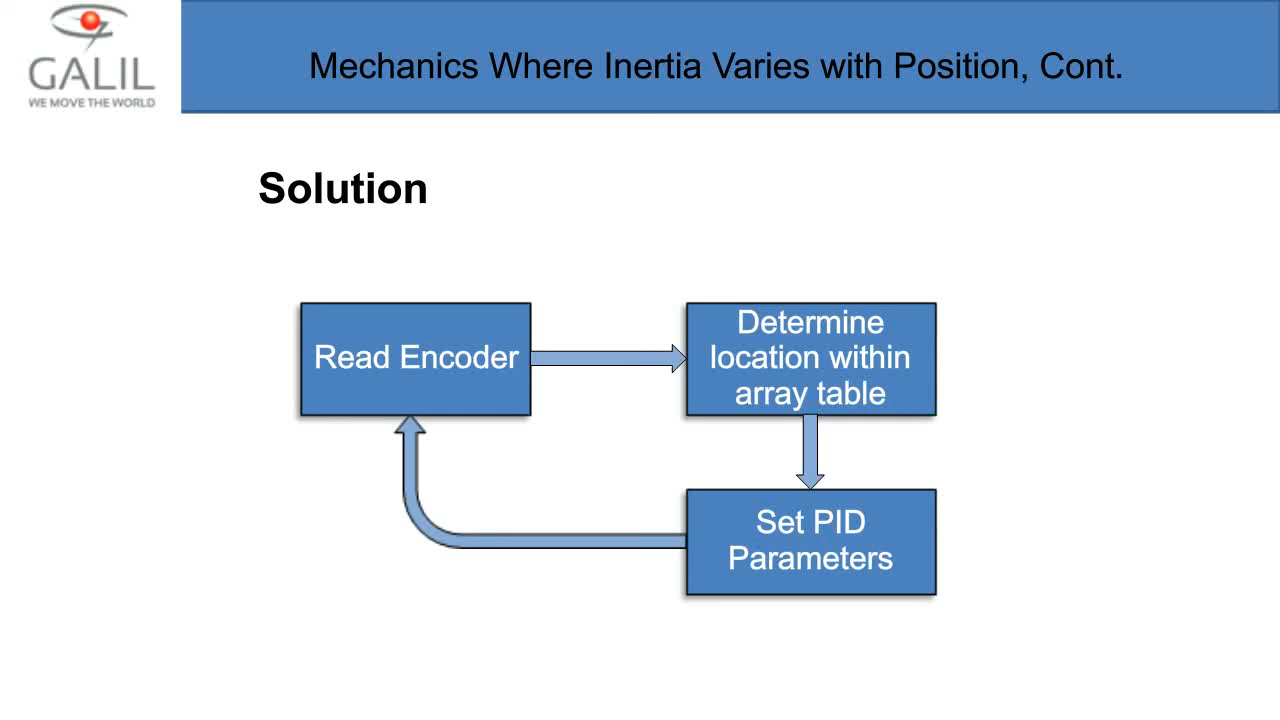 GALIL
WE MOVE THE WORLD
Mechanics Where Inertia Varies with Position, Cont.
Solution
Read Encoder
Determine
location within
array table
Set PID
Parameters